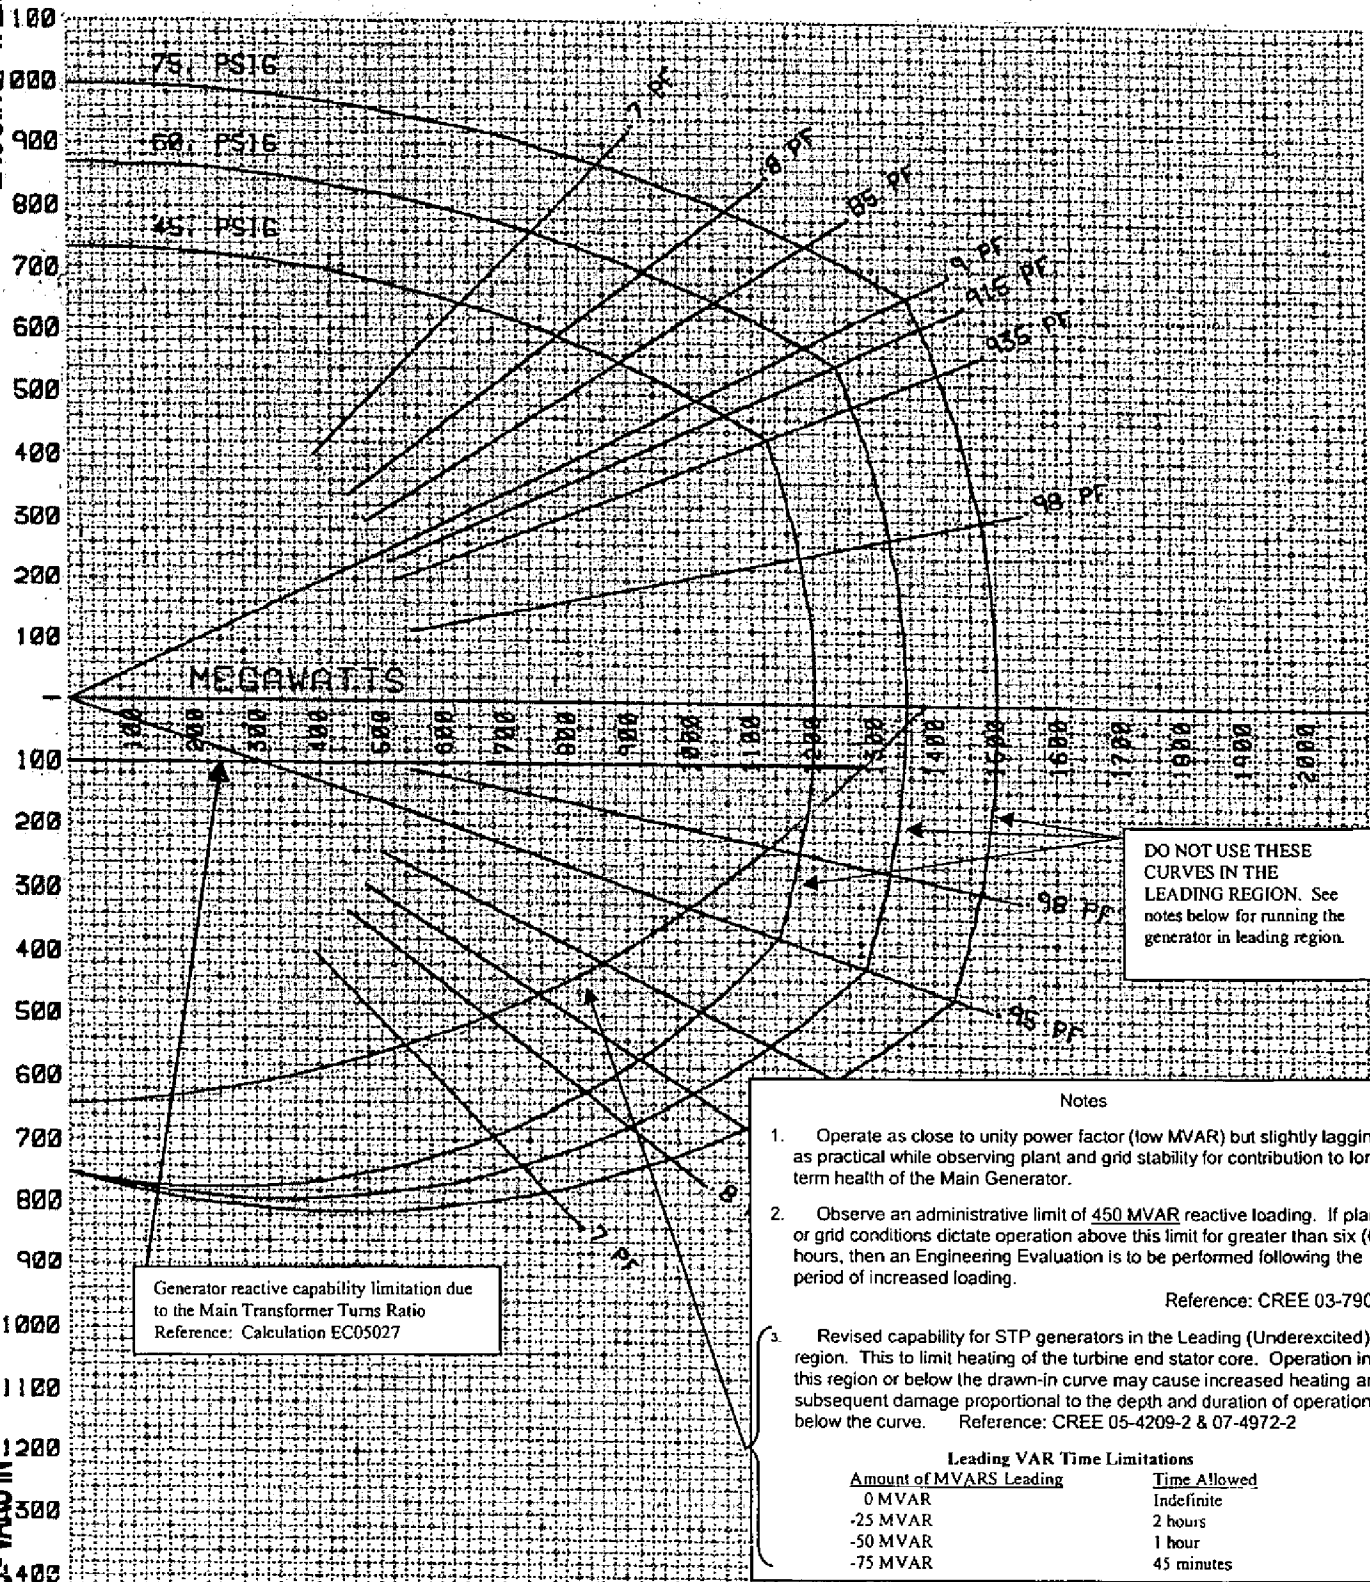 75. PSIG
60. PSIG
45. PSIG
.7 PF
.8 PF
.85 PF
.9 PF
.915 PF
.935 PF
.98 PF
900
800
700
600
500
400
300
200
100
MEGAWATTS
100
200
300
400
500
600
700
800
900
1000
1100
1400
1600
1700
1800
1900
2000
100
200
300
400
500
600
700
800
900
1000
1100
1200
.98 PF
.95 PF
.7 PF
DO NOT USE THESE
CURVES IN THE
LEADING REGION. See
notes below for running the
generator in leading region.
Generator reactive capability limitation due
to the Main Transformer Turns Ratio
Reference: Calculation EC05027
Notes
1. Operate as close to unity power factor (low MVAR) but slightly laggin
as practical while observing plant and grid stability for contribution to lon
term health of the Main Generator.
2. Observe an administrative limit of 450 MVAR reactive loading. If plan
or grid conditions dictate operation above this limit for greater than six (
hours, then an Engineering Evaluation is to be performed following the
period of increased loading.
Reference: CREE 03-790
3. Revised capability for STP generators in the Leading (Underexcited)
region. This to limit heating of the turbine end stator core. Operation in
this region or below the drawn-in curve may cause increased heating an
subsequent damage proportional to the depth and duration of operation
below the curve. Reference: CREE 05-4209-2 & 07-4972-2
Leading VAR Time Limitations
Amount of MVARS Leading Time Allowed
0 MVAR Indefinite
-25 MVAR 2 hours
-50 MVAR 1 hour
-75 MVAR 45 minutes